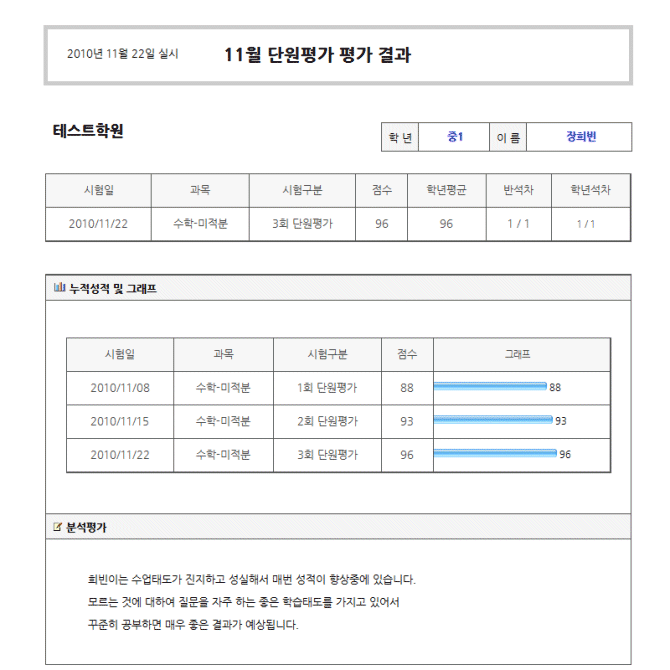 2010년 11월 22일 실시 11월 단원평가 평가 결과
테스트학원 학 년 중1 이 름 장희빈
시험일 과목 시험구분 점수 학년평균 반석차 학년석차
2010/11/22 수학-미적분 3회 단원평가 96 96 1 / 1 1 / 1
누적성적 및 그래프
시험일 과목 시험구분 점수 그래프
2010/11/08 수학-미적분 1회 단원평가 88 88
2010/11/15 수학-미적분 2회 단원평가 93 93
2010/11/22 수학-미적분 3회 단원평가 96 96
분석평가
희빈이는 수업태도가 진지하고 성실해서 매번 성적이 향상중에 있습니다.
모르는 것에 대하여 질문을 자주 하는 좋은 학습태도를 가지고 있어서
꾸준히 공부하면 매우 좋은 결과가 예상됩니다.